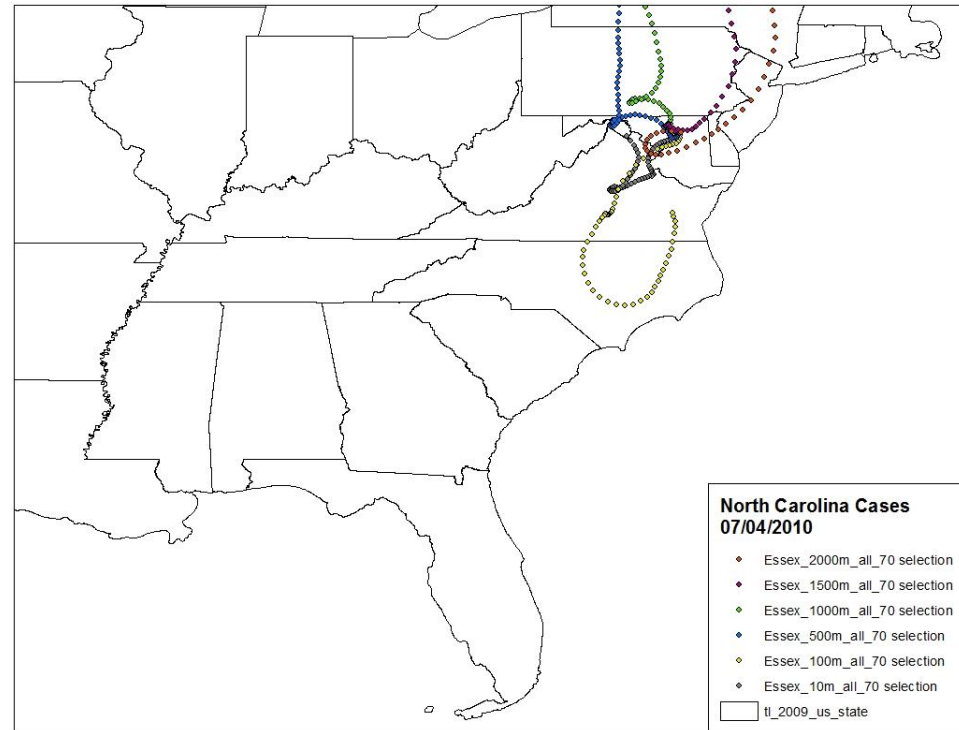 North Carolina Cases
07/04/2010
Essex_2000m_all_70 selection
Essex_1500m_all_70 selection
Essex_1000m_all_70 selection
Essex_500m_all_70 selection
Essex_100m_all_70 selection
Essex_10m_all_70 selection
tl_2009_us_state